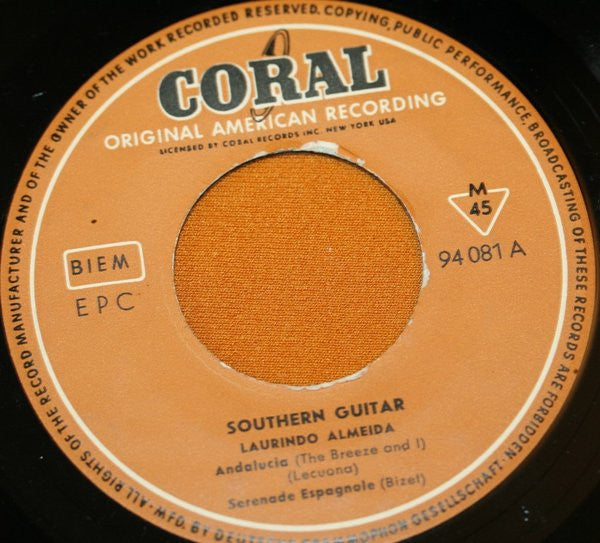 ALL RIGHTS OF THE RECORD MANUFACTURER AND OF THE OWNER OF THE WORK RECORDED RESERVED. COPYING, PUBLIC PERFORMANCE, BROADCASTING OF THESE RECORDS ARE FORBIDDEN · MFD. BY DEUTSCHE GRAMMOPHON GESELLSCHAFT ·
CORAL
ORIGINAL AMERICAN RECORDING
LICENSED BY CORAL RECORDS INC. NEW YORK USA
M
45
BIEM
94 081 A
EPC
SOUTHERN GUITAR
LAURINDO ALMEIDA
Andalucia (The Breeze and I)
(Lecuona)
Serenade Espagnole (Bizet)